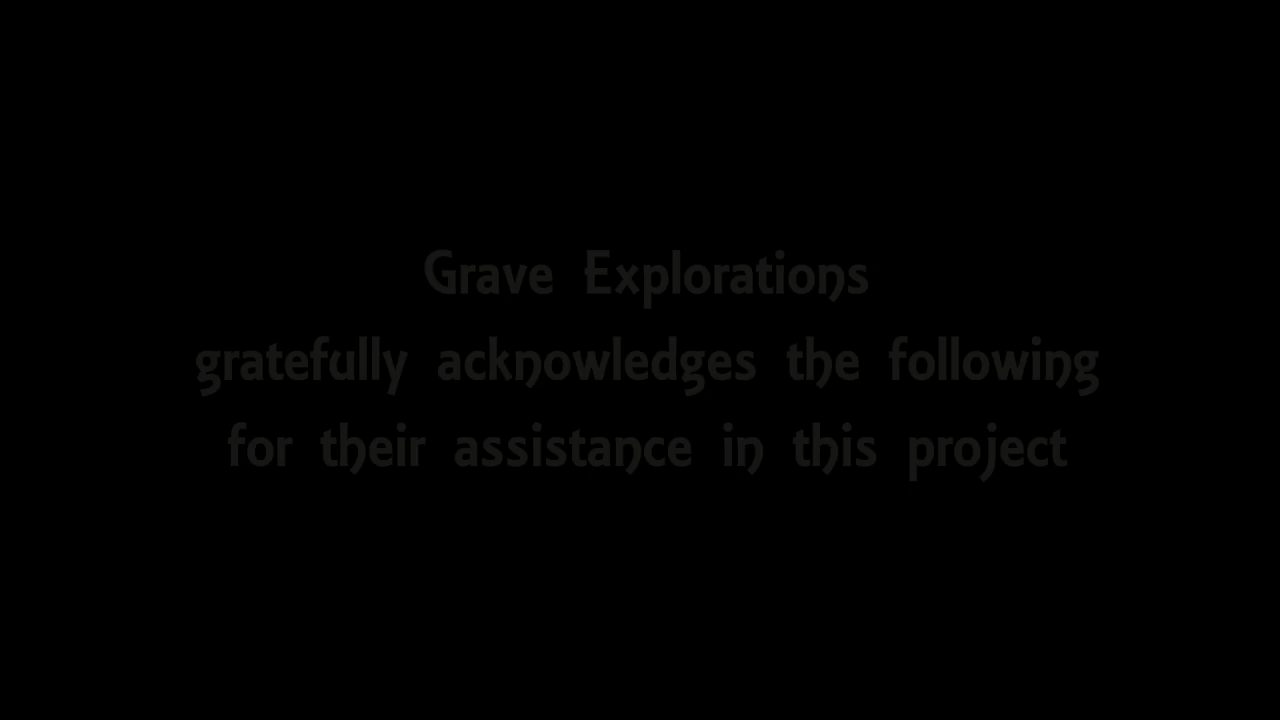 Grave Explorations
gratefully acknowledges the following
for their assistance in this project